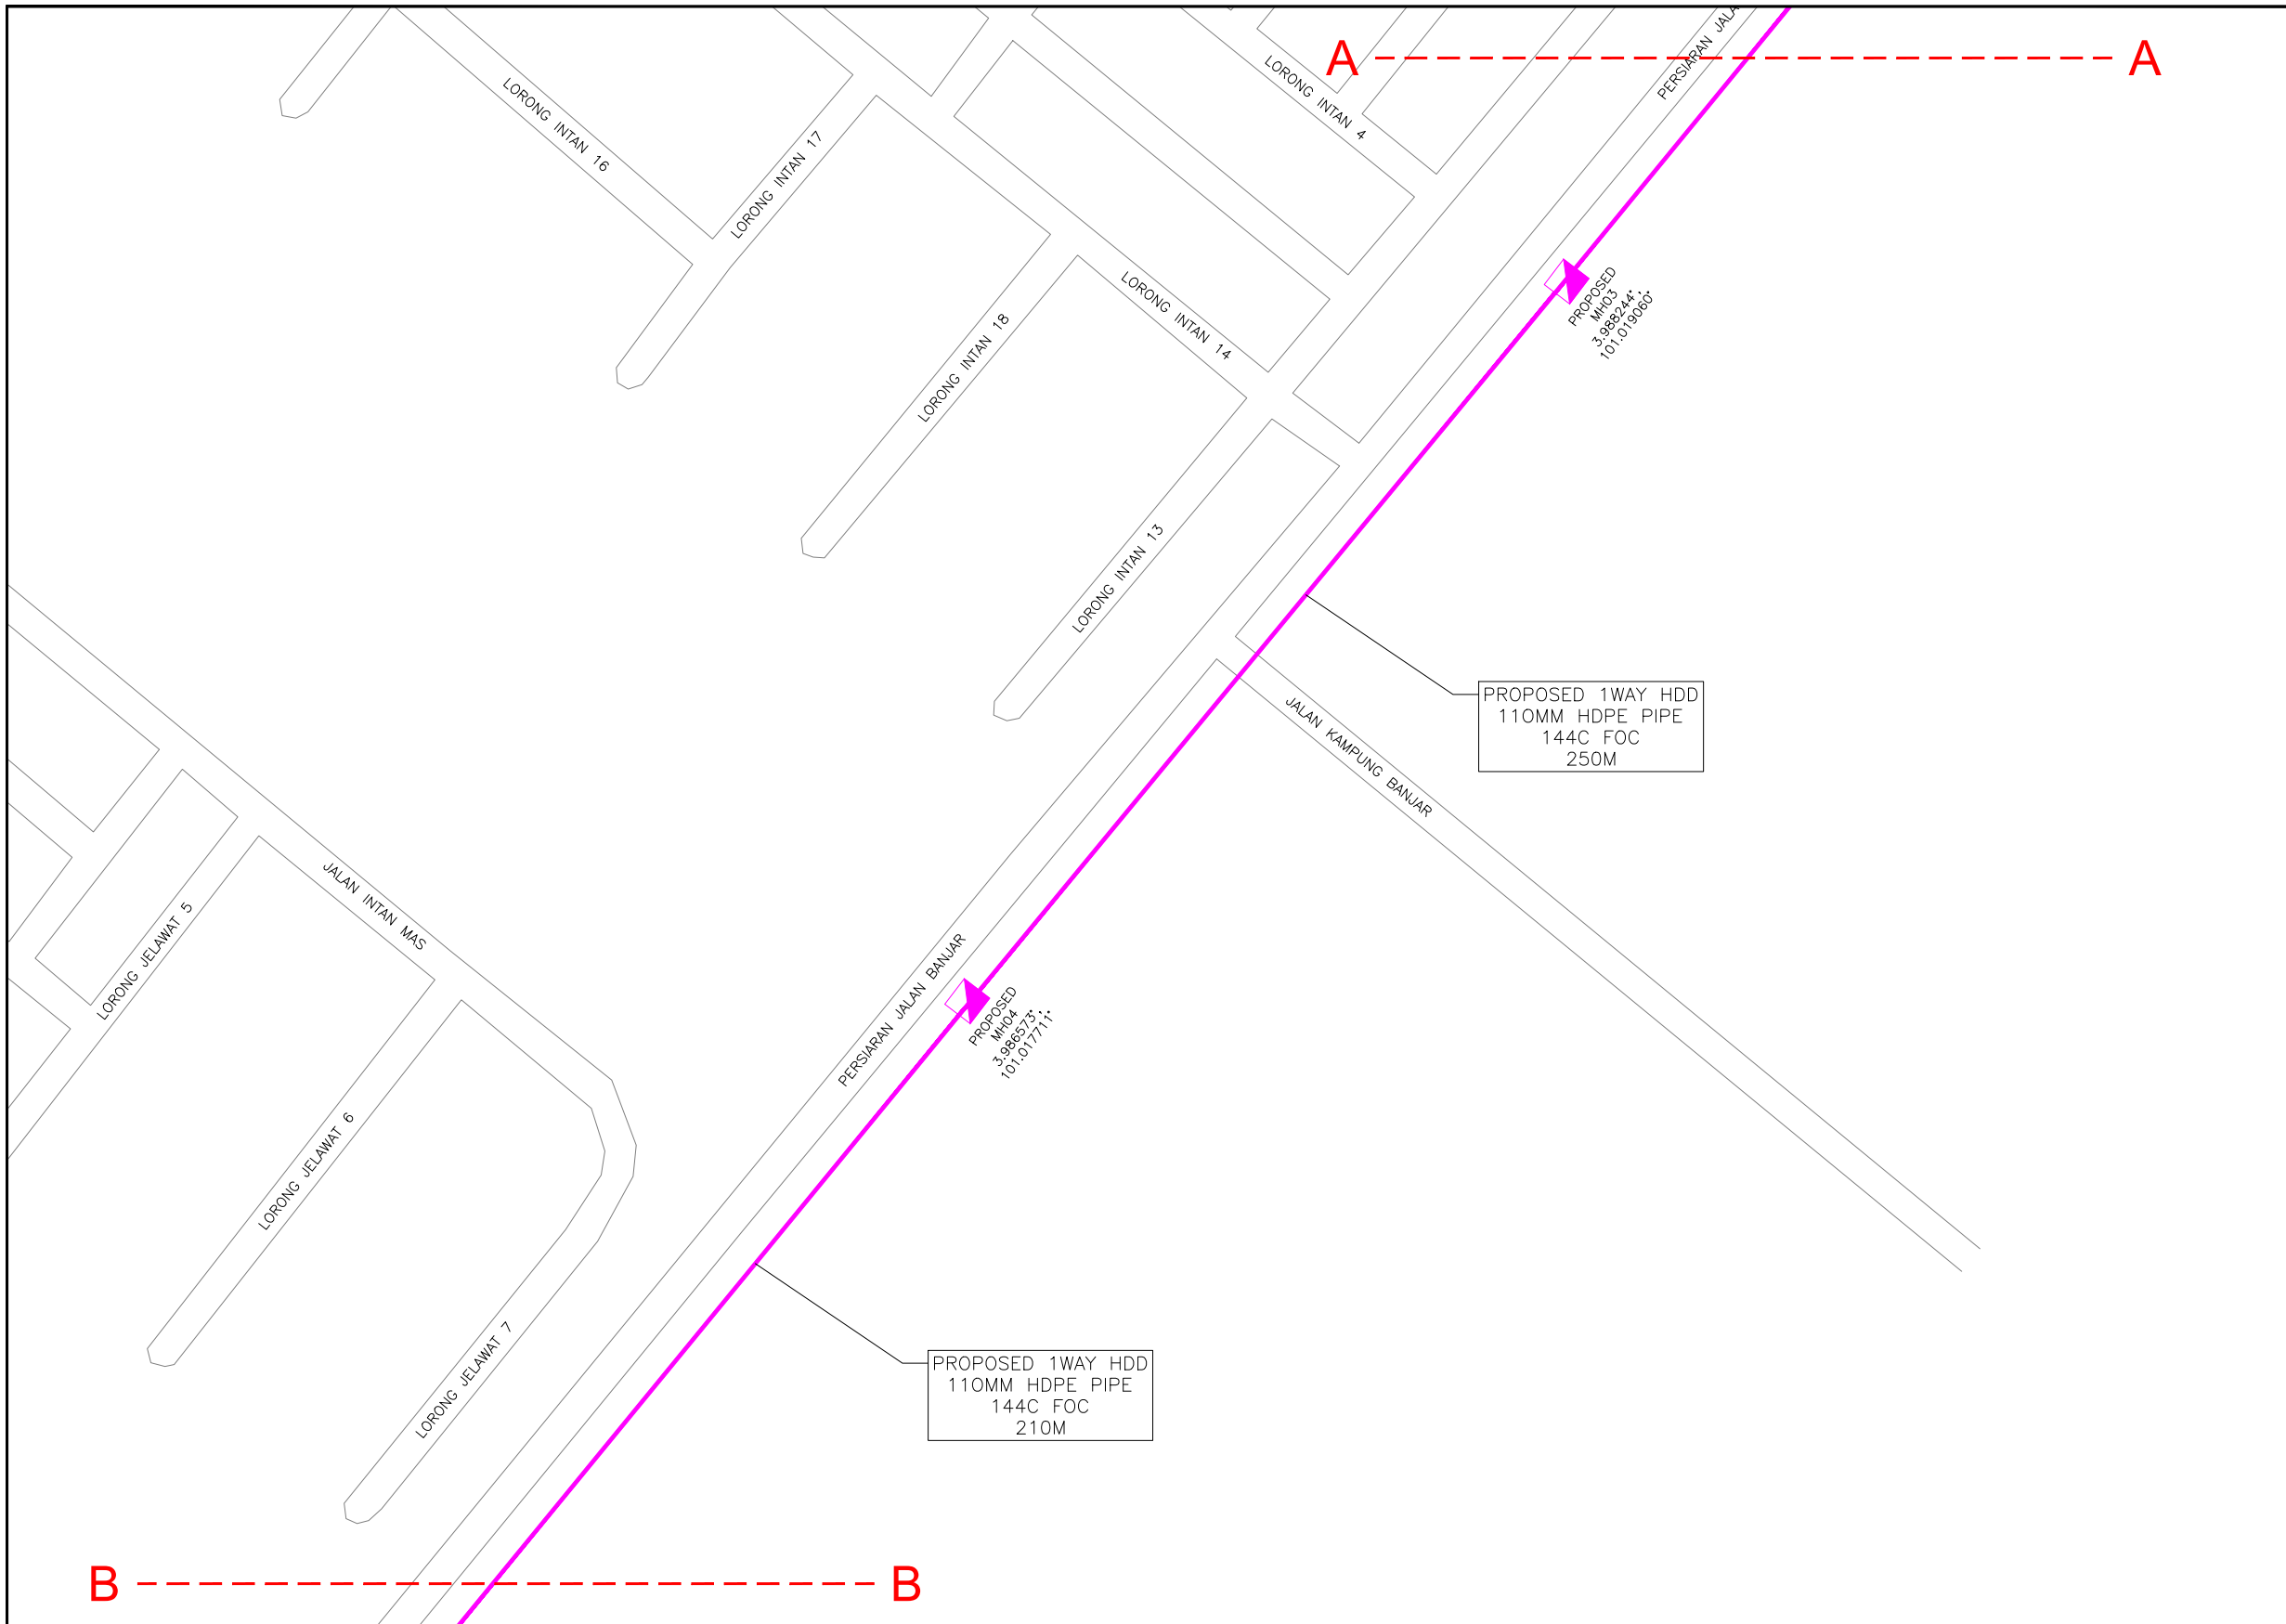 A
A
PERSIARAN JALA
LORONG INTAN 4
LORONG INTAN 16
LORONG INTAN 17
PROPOSED
MH03
3.988244°,
101.019060°
LORONG INTAN 14
LORONG INTAN 18
LORONG INTAN 13
PROPOSED 1WAY HDD
110MM HDPE PIPE
144C FOC
250M
JALAN KAMPUNG BANJAR
JALAN INTAN MAS
LORONG JELAWAT 5
PERSIARAN JALAN BANJAR
PROPOSED
MH04
3.986573°,
101.017711°
LORONG JELAWAT 6
LORONG JELAWAT 7
PROPOSED 1WAY HDD
110MM HDPE PIPE
144C FOC
210M
B
B